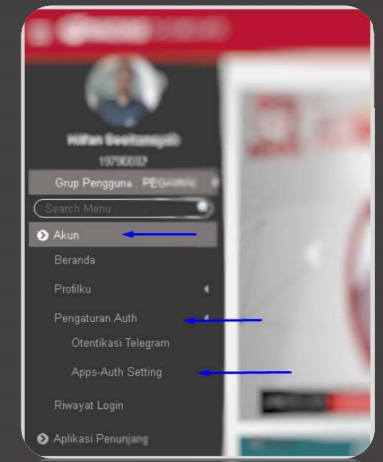 Grup Pengguna :
Search Menu
Akun
Beranda
Profilku
Pengaturan Auth
Otentikasi Telegram
Apps-Auth Setting
Riwayat Login
Aplikasi Penunjang